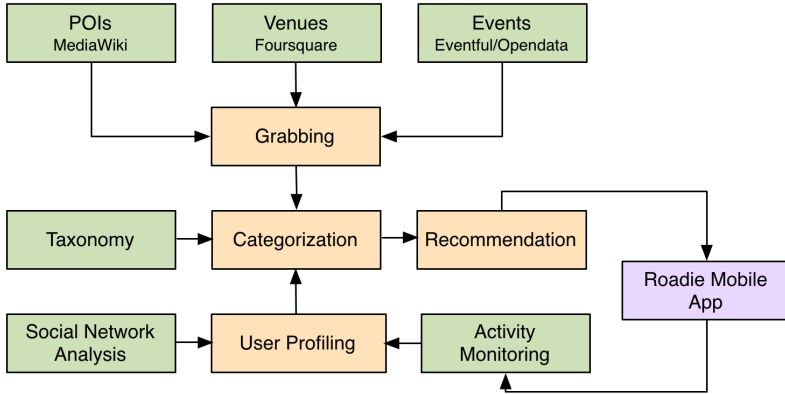 POIs
MediaWiki
Venues
Foursquare
Events
Eventful/Opendata
Grabbing
Taxonomy
Categorization
Recommendation
Roadie Mobile
App
Social Network
Analysis
User Profiling
Activity
Monitoring